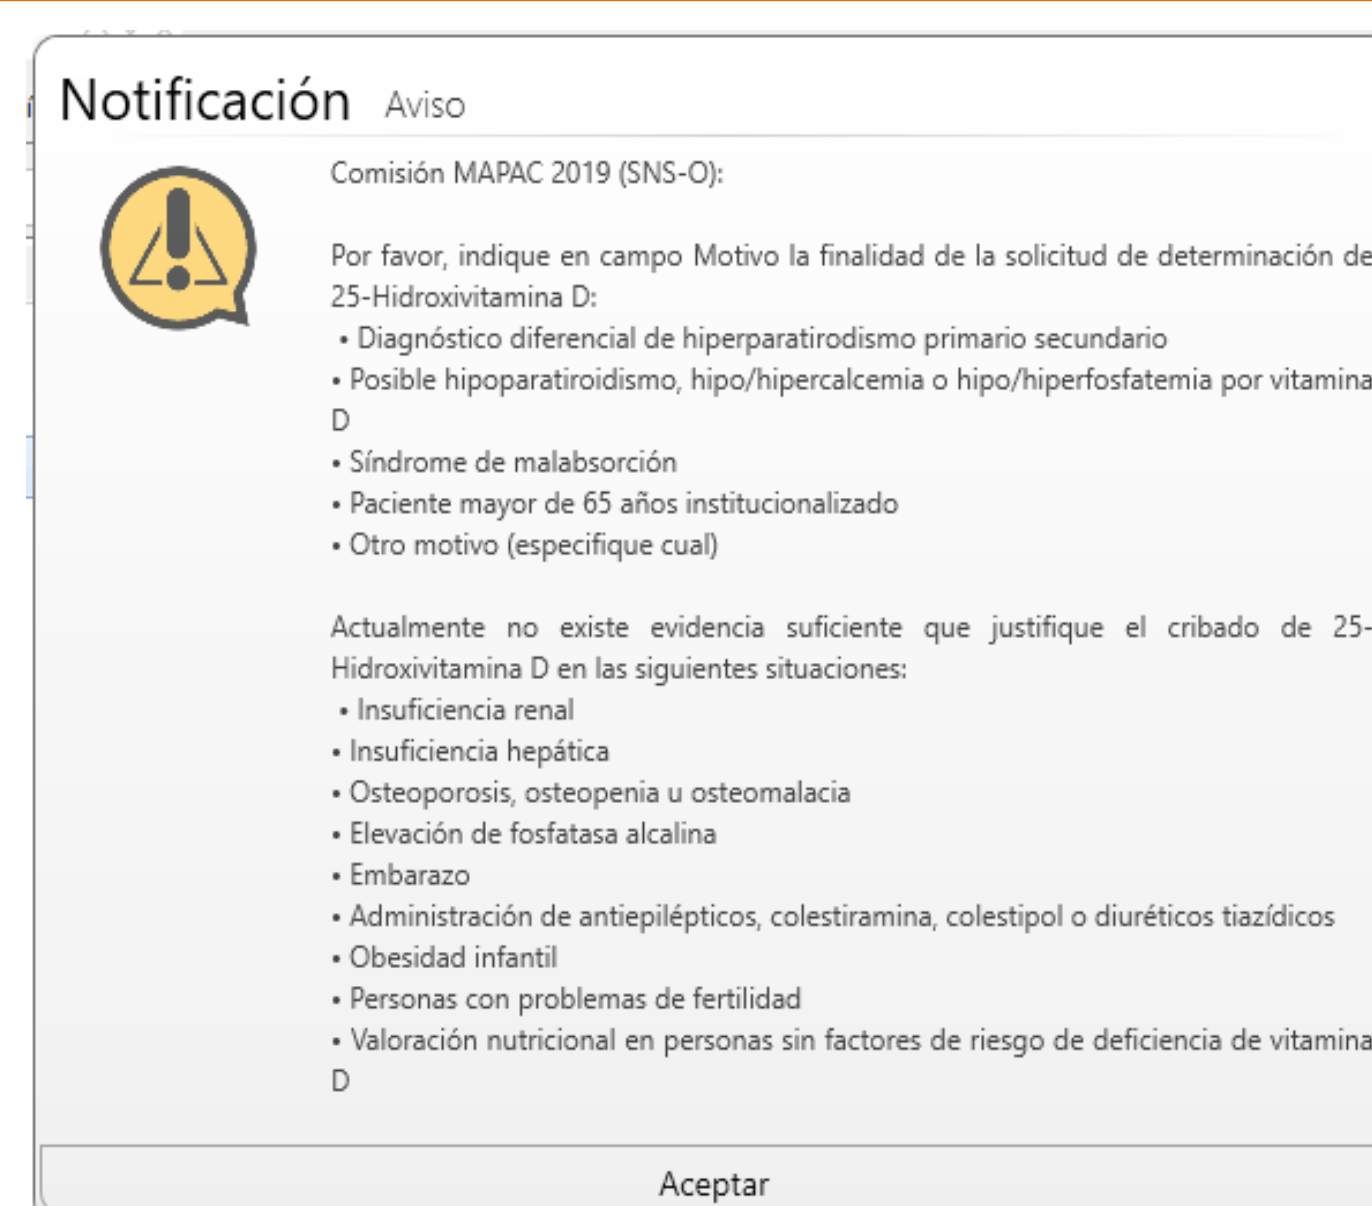 Notificación Aviso
Comisión MAPAC 2019 (SNS-O):
Por favor, indique en campo Motivo la finalidad de la solicitud de determinación de
25-Hidroxivitamina D:
• Diagnóstico diferencial de hiperparatirodismo primario secundario
• Posible hipoparatiroidismo, hipo/hipercalcemia o hipo/hiperfosfatemia por vitamina
D
• Síndrome de malabsorción
• Paciente mayor de 65 años institucionalizado
• Otro motivo (especifique cual)
Actualmente no existe evidencia suficiente que justifique el cribado de 25-
Hidroxivitamina D en las siguientes situaciones:
• Insuficiencia renal
• Insuficiencia hepática
• Osteoporosis, osteopenia u osteomalacia
• Elevación de fosfatasa alcalina
• Embarazo
• Administración de antiepilépticos, colestiramina, colestipol o diuréticos tiazídicos
• Obesidad infantil
• Personas con problemas de fertilidad
• Valoración nutricional en personas sin factores de riesgo de deficiencia de vitamina
D
Aceptar